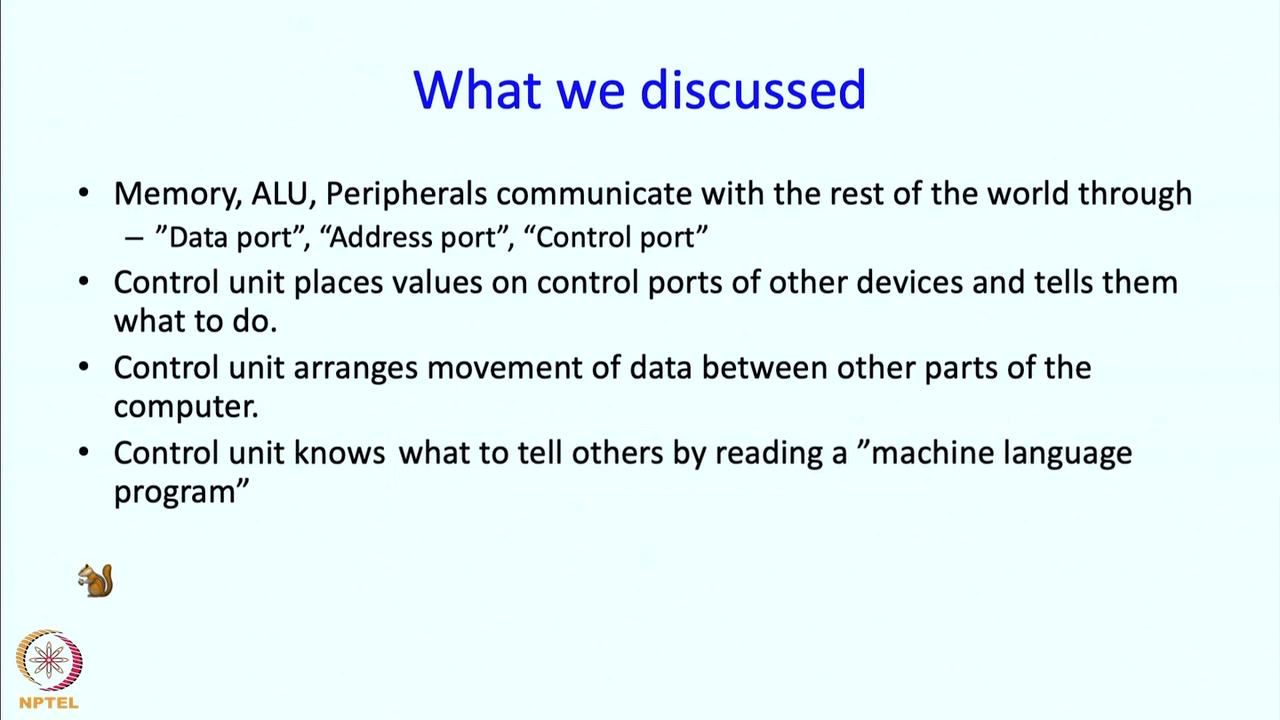 What we discussed
• Memory, ALU, Peripherals communicate with the rest of the world through
– ”Data port”, “Address port”, “Control port”
• Control unit places values on control ports of other devices and tells them
what to do.
• Control unit arranges movement of data between other parts of the
computer.
• Control unit knows what to tell others by reading a ”machine language
program”
NPTEL